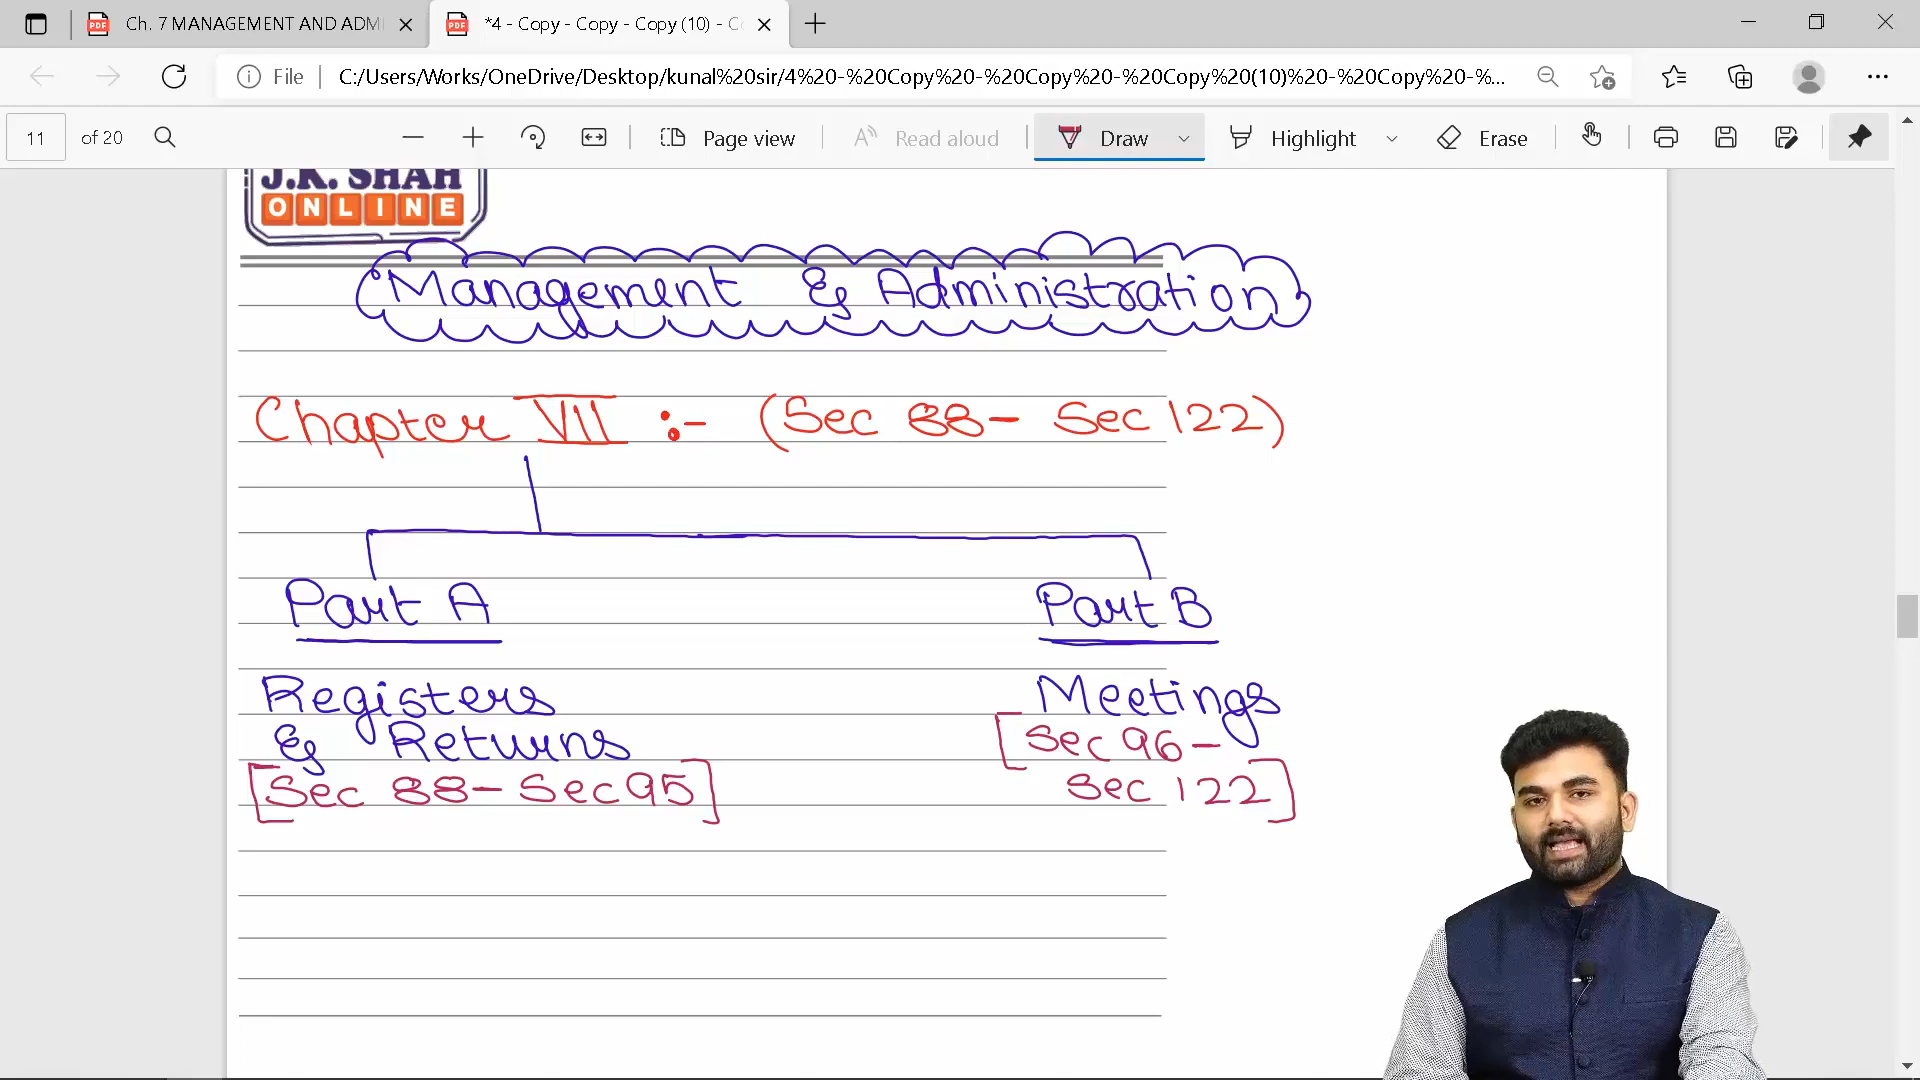 Ch. 7 MANAGEMENT AND ADM
*4 - Copy - Copy - Copy (10) - Co
File
C:/Users/Works/OneDrive/Desktop/kunal%20sir/4%20-%20Copy%20-%20Copy%20-%20Copy%20(10)%20-%20Copy%20-%...
11 of 20
Page view
Read aloud
Draw
Highlight
Erase
J.K. SHAH
ONLINE
Management & Administration
Chapter VII :- (Sec 88- Sec 122)
Part A
Part B
Registers
& Returns
[Sec 88- Sec 95]
Meetings
[Sec 96-
Sec 122]